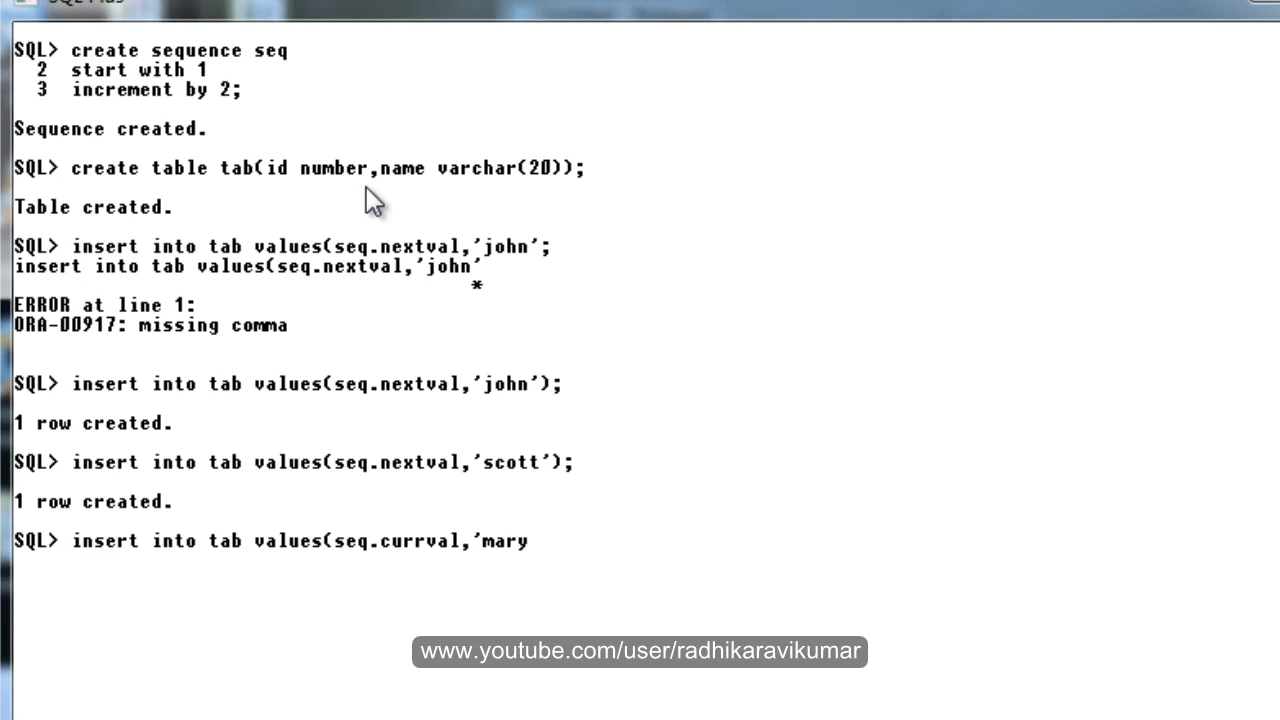 SQL> create sequence seq
2 start with 1
3 increment by 2;
Sequence created.
SQL> create table tab(id number,name varchar(20));
Table created.
SQL> insert into tab values(seq.nextval,'john';
insert into tab values(seq.nextval,'john'
*
ERROR at line 1:
ORA-00917: missing comma
SQL> insert into tab values(seq.nextval,'john');
1 row created.
SQL> insert into tab values(seq.nextval,'scott');
1 row created.
SQL> insert into tab values(seq.currval,'mary
www.youtube.com/user/radhikaravikumar